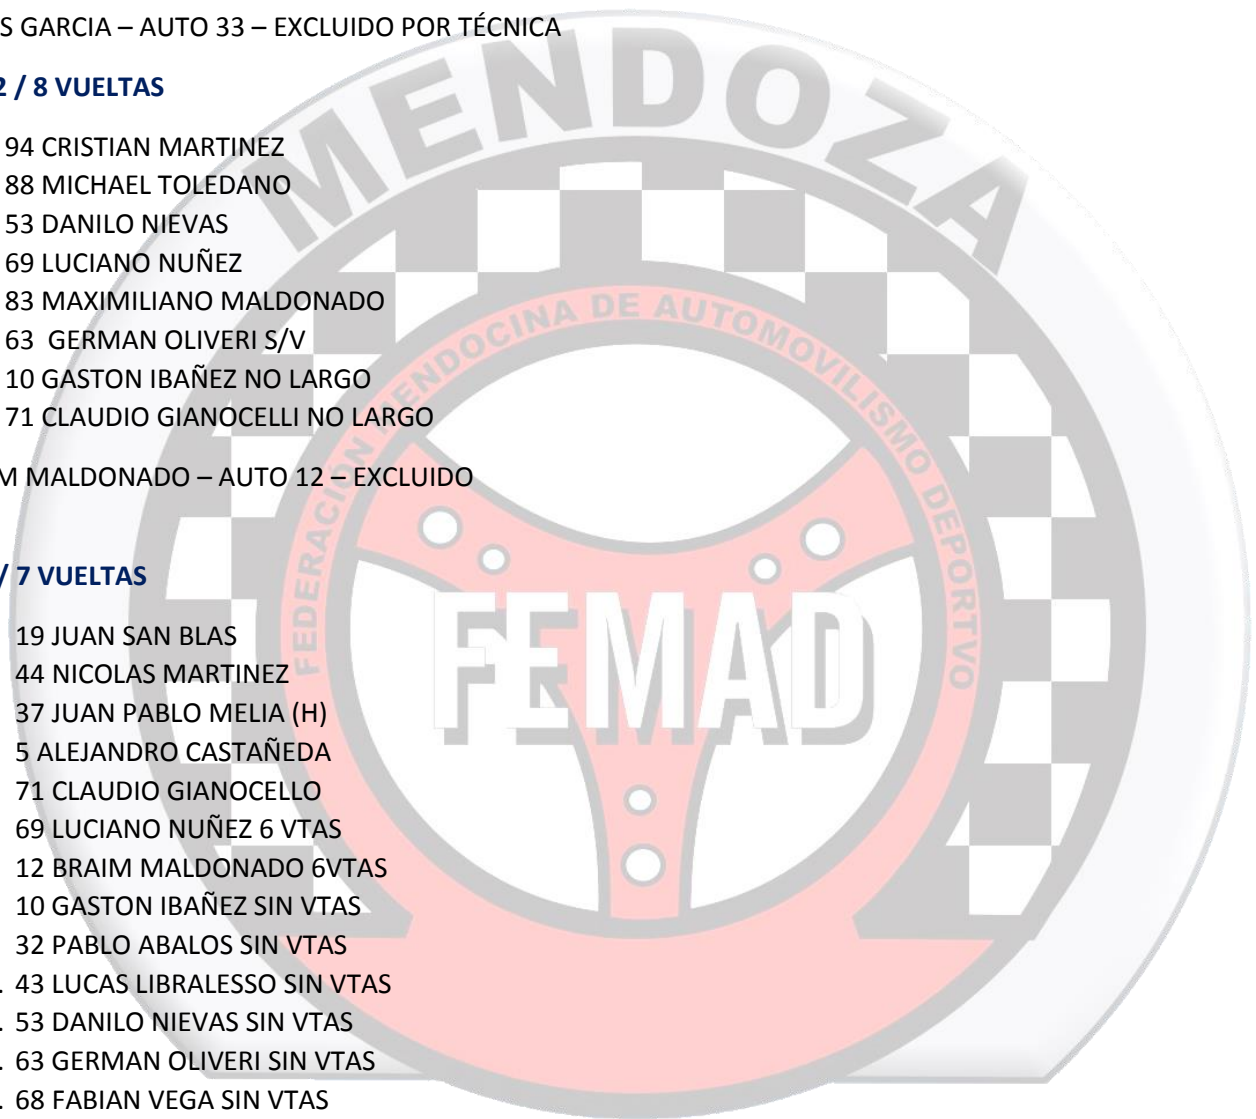 S GARCIA – AUTO 33 – EXCLUIDO POR TÉCNICA
2 / 8 VUELTAS
94 CRISTIAN MARTINEZ
88 MICHAEL TOLEDANO
53 DANILO NIEVAS
69 LUCIANO NUÑEZ
83 MAXIMILIANO MALDONADO
63 GERMAN OLIVERI S/V
10 GASTON IBAÑEZ NO LARGO
71 CLAUDIO GIANOCELLI NO LARGO
M MALDONADO – AUTO 12 – EXCLUIDO
/ 7 VUELTAS
19 JUAN SAN BLAS
44 NICOLAS MARTINEZ
37 JUAN PABLO MELIA (H)
5 ALEJANDRO CASTAÑEDA
71 CLAUDIO GIANOCELLO
69 LUCIANO NUÑEZ 6 VTAS
12 BRAIM MALDONADO 6VTAS
10 GASTON IBAÑEZ SIN VTAS
32 PABLO ABALOS SIN VTAS
. 43 LUCAS LIBRALESSO SIN VTAS
. 53 DANILO NIEVAS SIN VTAS
. 63 GERMAN OLIVERI SIN VTAS
. 68 FABIAN VEGA SIN VTAS
MENDOZA
FEDERACIÓN MENDOCINA DE AUTOMOVILISMO DEPORTVO
FEMAD